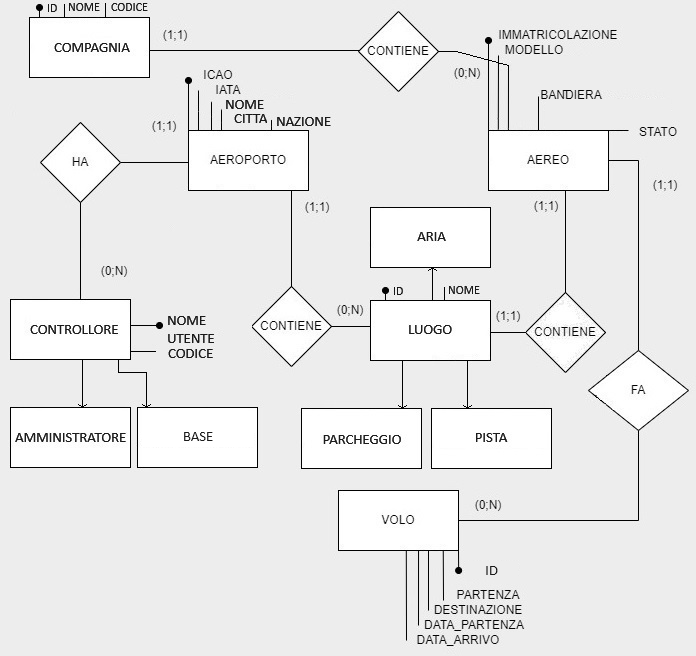 ID NOME CODICE
COMPAGNIA
(1;1)
CONTIENE
(0;N)
IMMATRICOLAZIONE
MODELLO
BANDIERA
STATO
AEREO
(1;1)
ICAO
IATA
NOME
CITTA NAZIONE
(1;1)
AEROPORTO
HA
(1;1)
(1;1)
ARIA
(0;N)
ID NOME
(0;N)
LUOGO
(1;1)
CONTIENE
CONTIENE
CONTROLLORE
NOME
UTENTE
CODICE
FA
AMMINISTRATORE
BASE
PARCHEGGIO
PISTA
VOLO
(0;N)
ID
PARTENZA
DESTINAZIONE
DATA_PARTENZA
DATA_ARRIVO